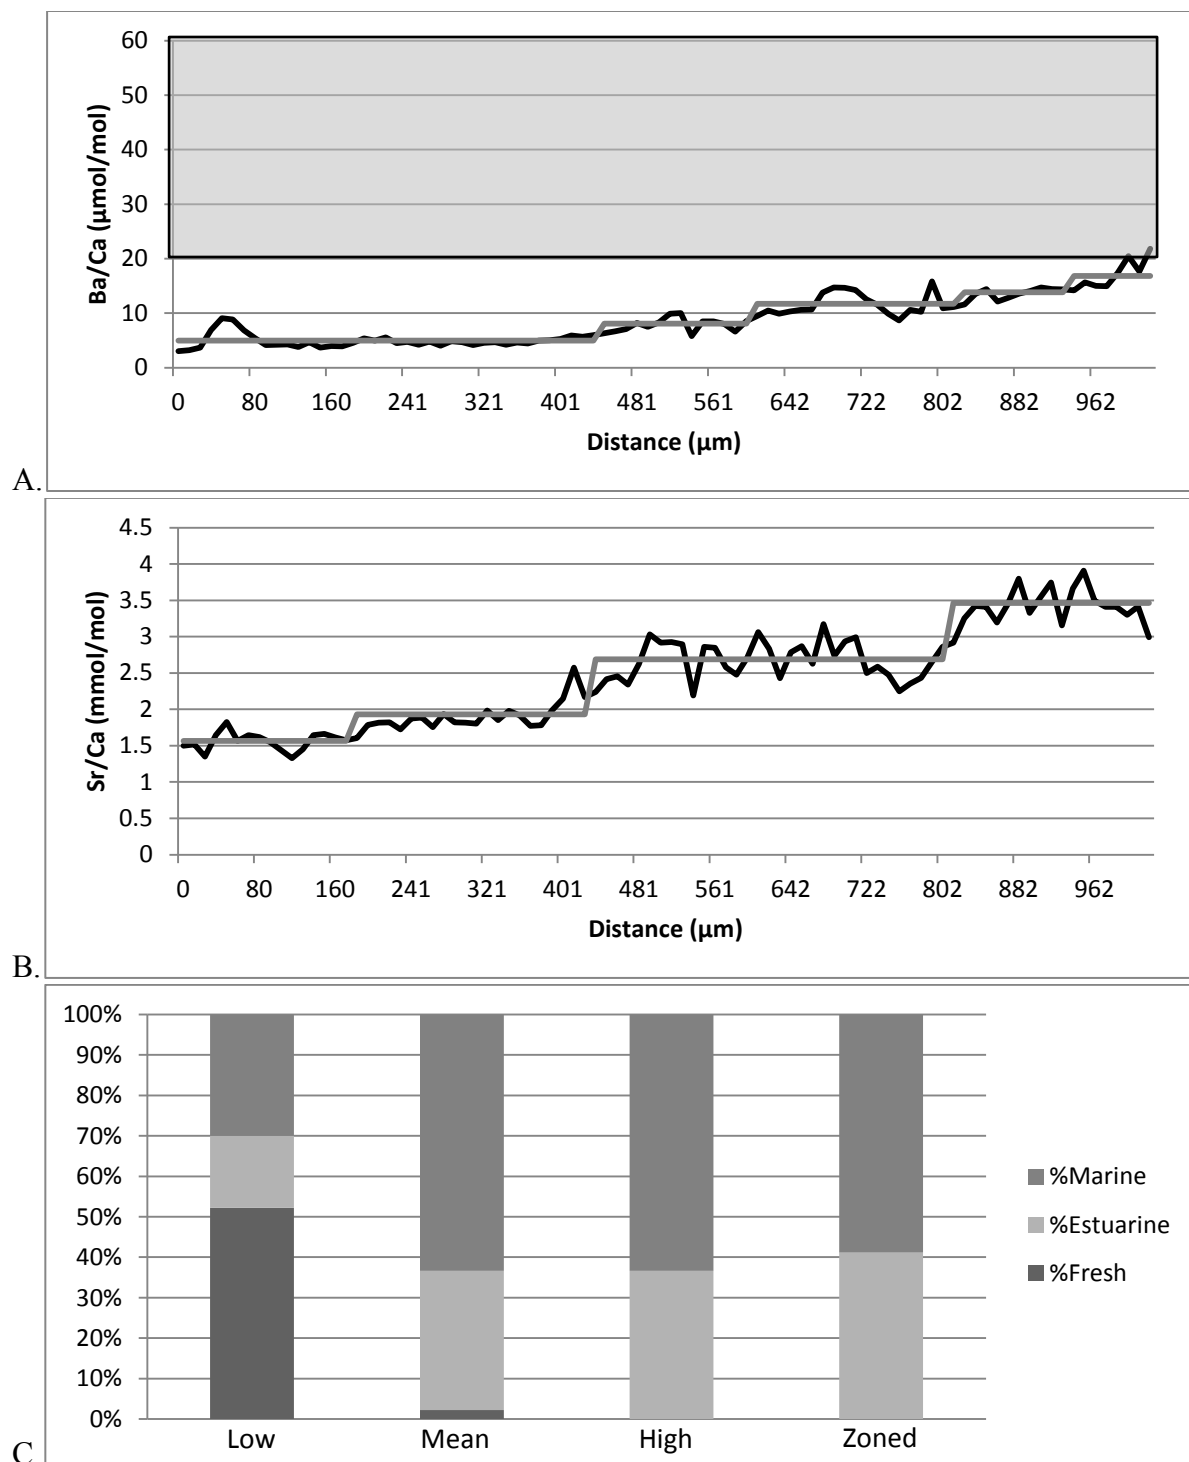 60
50
40
30
20
10
0
Ba/Ca (µmol/mol)
0 80 160 241 321 401 481 561 642 722 802 882 962
Distance (µm)
A.
4.5
4
3.5
3
2.5
2
1.5
1
0.5
0
Sr/Ca (mmol/mol)
0 80 160 241 321 401 481 561 642 722 802 882 962
Distance (µm)
B.
100%
90%
80%
70%
60%
50%
40%
30%
20%
10%
0%
Low Mean High Zoned
%Marine
%Estuarine
%Fresh
C